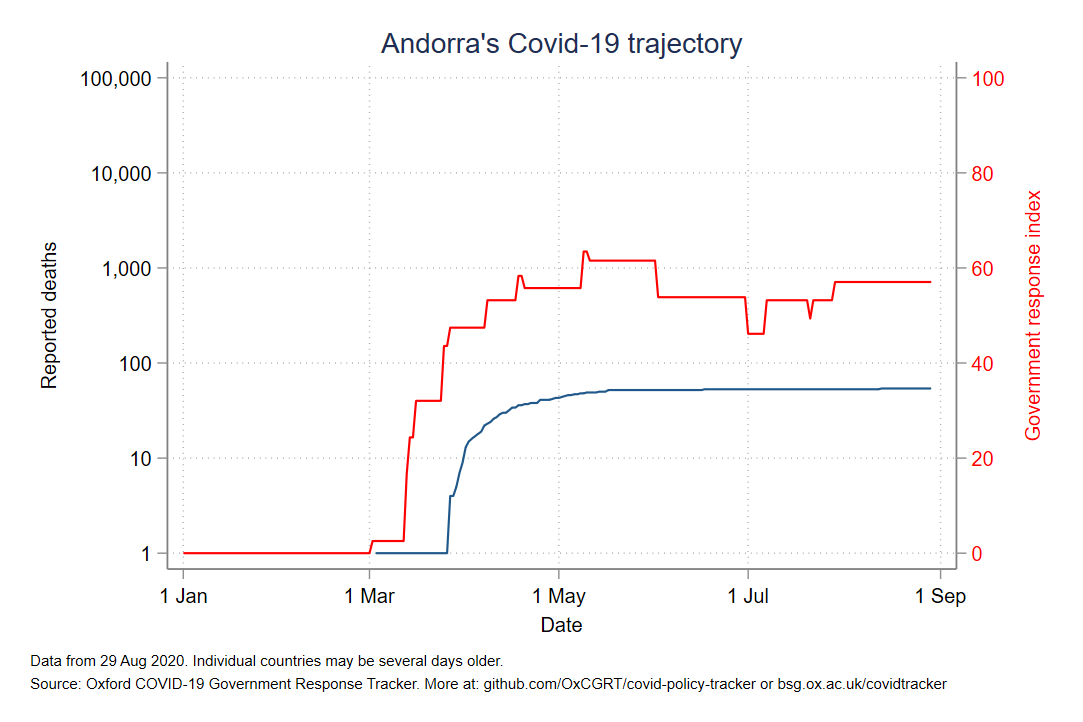 Andorra's Covid-19 trajectory
100,000
10,000
1,000
100
10
1
Reported deaths
100
80
60
40
20
0
Government response index
1 Jan
1 Mar
1 May
1 Jul
1 Sep
Date
Data from 29 Aug 2020. Individual countries may be several days older.
Source: Oxford COVID-19 Government Response Tracker. More at: github.com/OxCGRT/covid-policy-tracker or bsg.ox.ac.uk/covidtracker